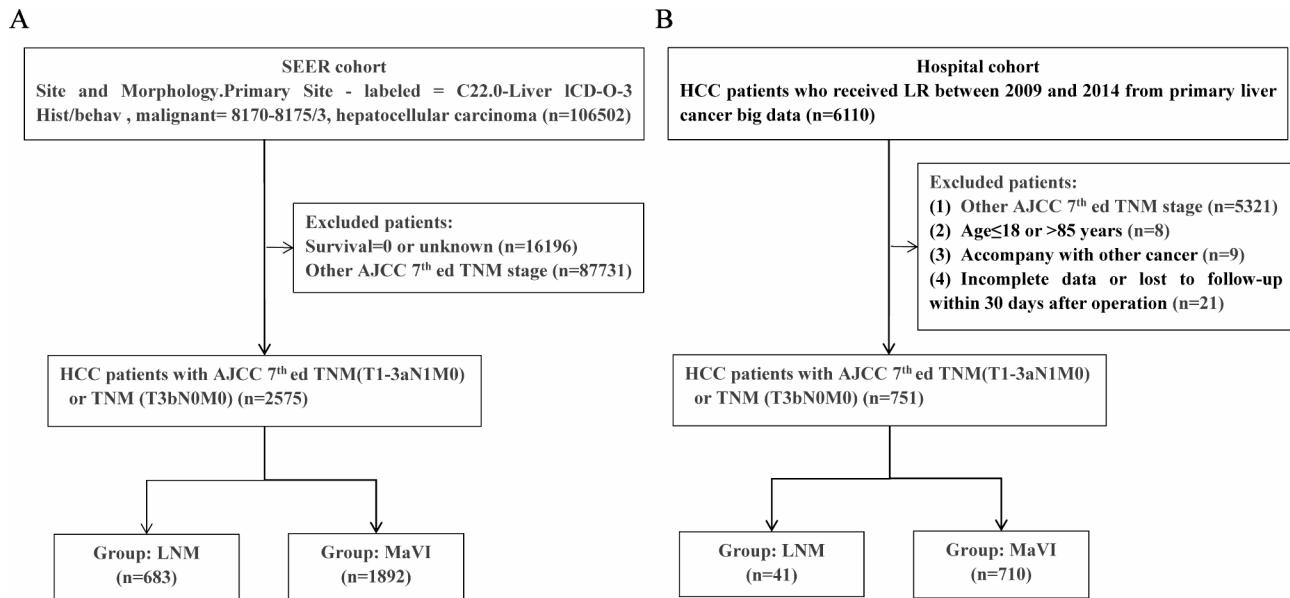 A
SEER cohort
Site and Morphology.Primary Site - labeled = C22.0-Liver lCD-O-3
Hist/behav , malignant= 8170-8175/3, hepatocellular carcinoma (n=106502)
Excluded patients:
Survival=0 or unknown (n=16196)
Other AJCC 7th ed TNM stage (n=87731)
HCC patients with AJCC 7th ed TNM(T1-3aN1M0)
or TNM (T3bN0M0) (n=2575)
Group: LNM
(n=683)
Group: MaVI
(n=1892)
B
Hospital cohort
HCC patients who received LR between 2009 and 2014 from primary liver
cancer big data (n=6110)
Excluded patients:
(1) Other AJCC 7th ed TNM stage (n=5321)
(2) Age≤18 or >85 years (n=8)
(3) Accompany with other cancer (n=9)
(4) Incomplete data or lost to follow-up
within 30 days after operation (n=21)
HCC patients with AJCC 7th ed TNM(T1-3aN1M0)
or TNM (T3bN0M0) (n=751)
Group: LNM
(n=41)
Group: MaVI
(n=710)